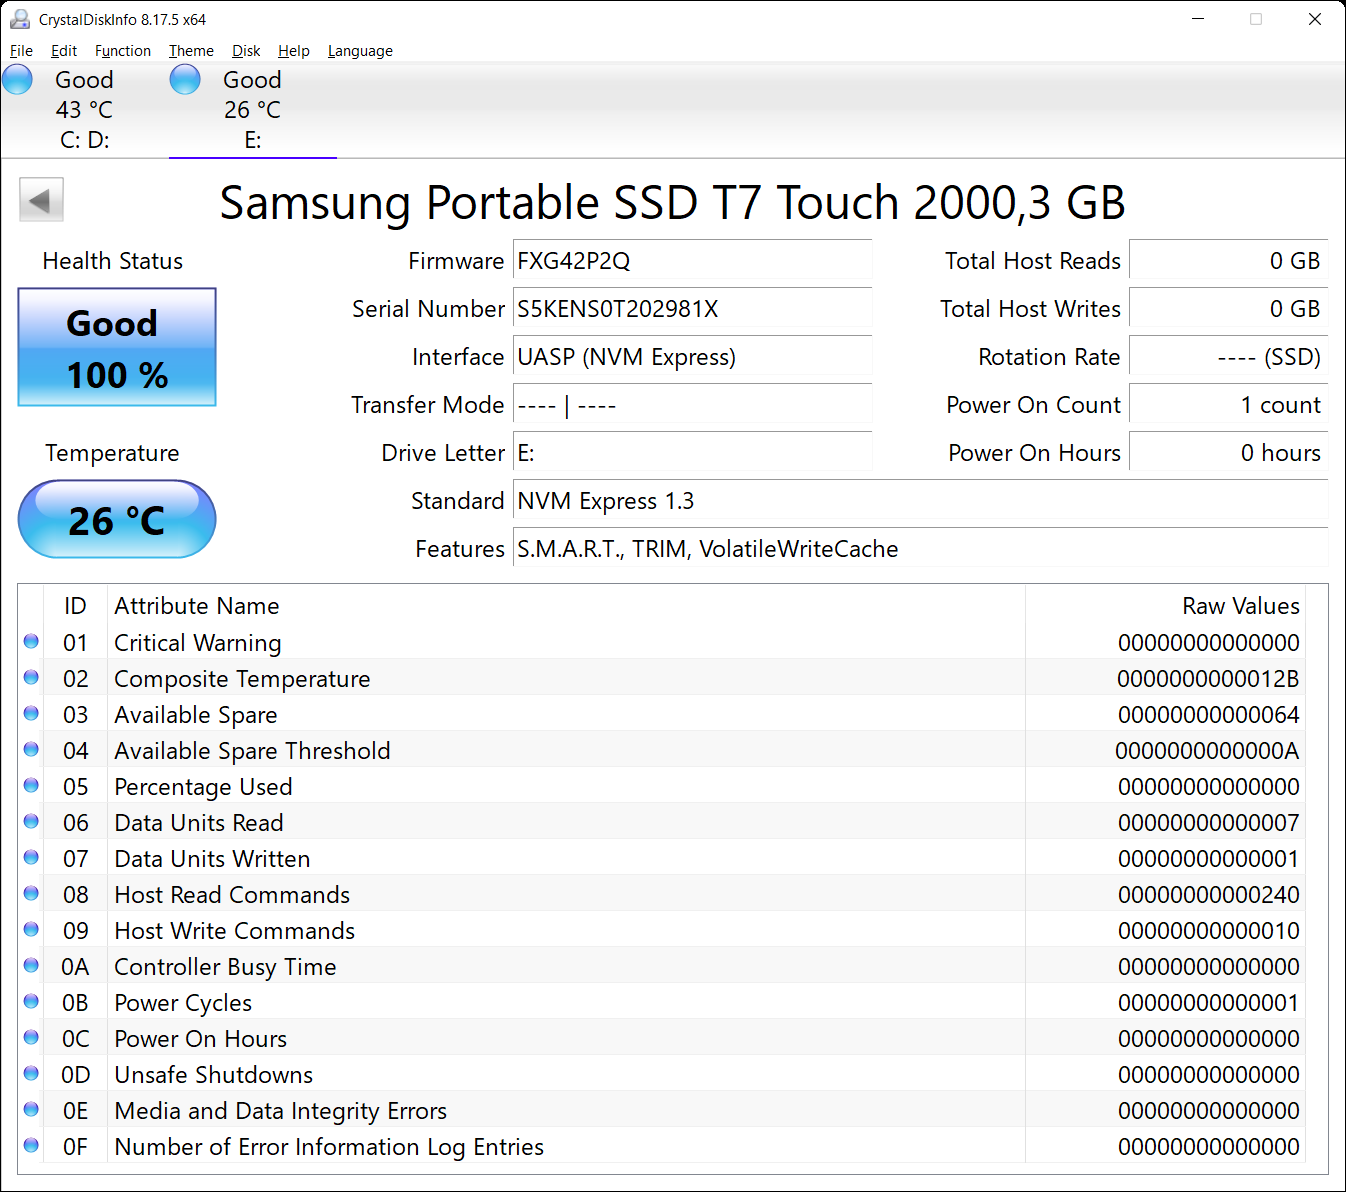 CrystalDiskInfo 8.17.5 x64
File Edit Function Theme Disk Help Language
Good Good
43 °C 26 °C
C: D: E:
Samsung Portable SSD T7 Touch 2000,3 GB
Health Status
Good
100 %
Temperature
26 °C
Firmware FXG42P2Q
Serial Number S5KENS0T202981X
Interface UASP (NVM Express)
Transfer Mode ---- | ----
Drive Letter E:
Standard NVM Express 1.3
Features S.M.A.R.T., TRIM, VolatileWriteCache
Total Host Reads 0 GB
Total Host Writes 0 GB
Rotation Rate ---- (SSD)
Power On Count 1 count
Power On Hours 0 hours
ID Attribute Name Raw Values
01 Critical Warning 00000000000000
02 Composite Temperature 0000000000012B
03 Available Spare 00000000000064
04 Available Spare Threshold 0000000000000A
05 Percentage Used 00000000000000
06 Data Units Read 00000000000007
07 Data Units Written 00000000000001
08 Host Read Commands 00000000000240
09 Host Write Commands 00000000000010
0A Controller Busy Time 00000000000000
0B Power Cycles 00000000000001
0C Power On Hours 00000000000000
0D Unsafe Shutdowns 00000000000000
0E Media and Data Integrity Errors 00000000000000
0F Number of Error Information Log Entries 00000000000000